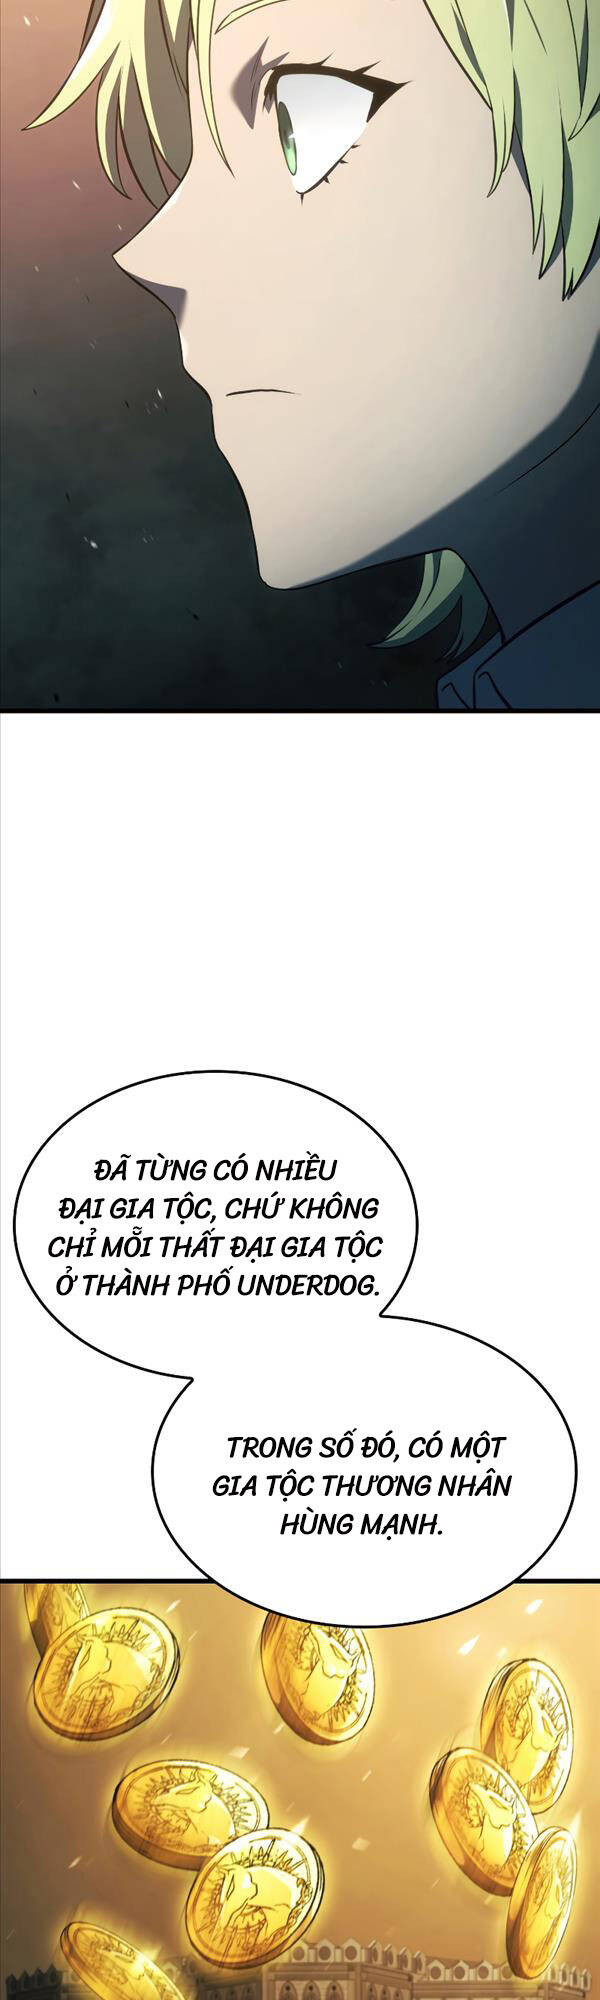 ĐÃ TỪNG CÓ NHIỀU
ĐẠI GIA TỘC, CHỨ KHÔNG
CHỈ MỖI THẤT ĐẠI GIA TỘC
Ở THÀNH PHỐ UNDERDOG.
TRONG SỐ ĐÓ, CÓ MỘT
GIA TỘC THƯƠNG NHÂN
HÙNG MẠNH.